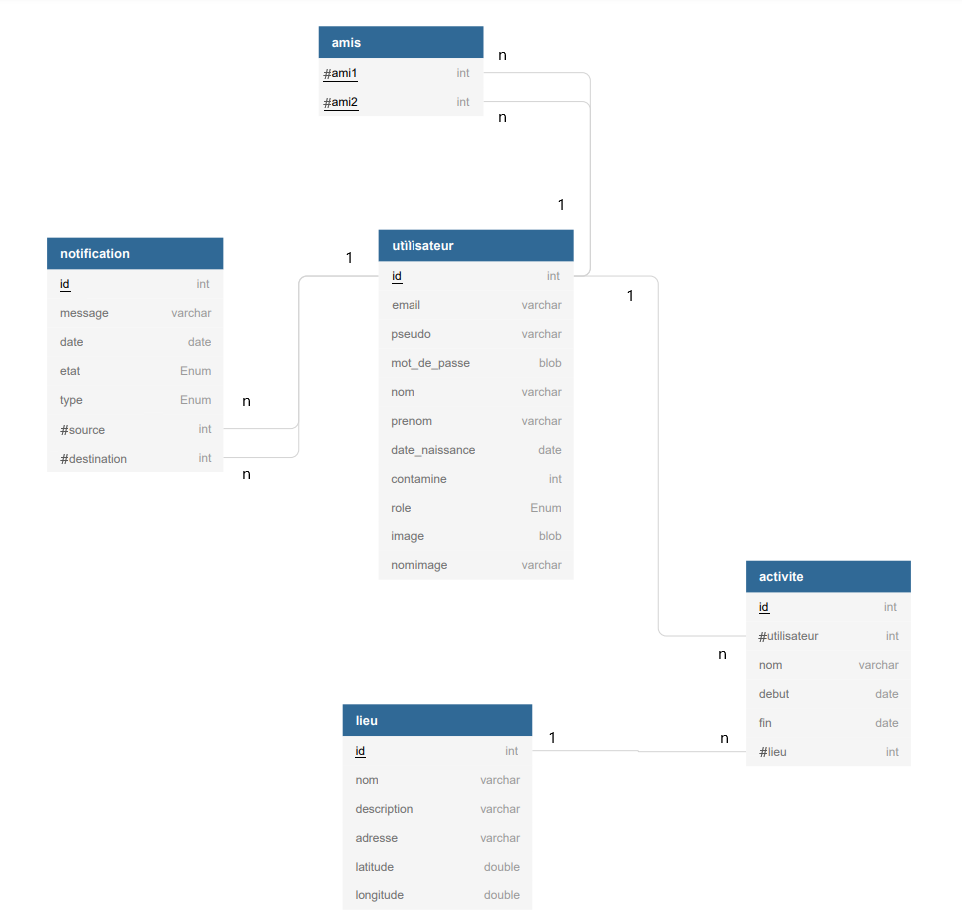 amis
#ami1 int
#ami2 int
n
n
1
notification
id int
message varchar
date date
etat Enum
type Enum
#source int
#destination int
n
n
1
utilisateur
id int
email varchar
pseudo varchar
mot_de_passe blob
nom varchar
prenom varchar
date_naissance date
contamine int
role Enum
image blob
nomimage varchar
1
n
activite
id int
#utilisateur int
nom varchar
debut date
fin date
#lieu int
n
1
lieu
id int
nom varchar
description varchar
adresse varchar
latitude double
longitude double